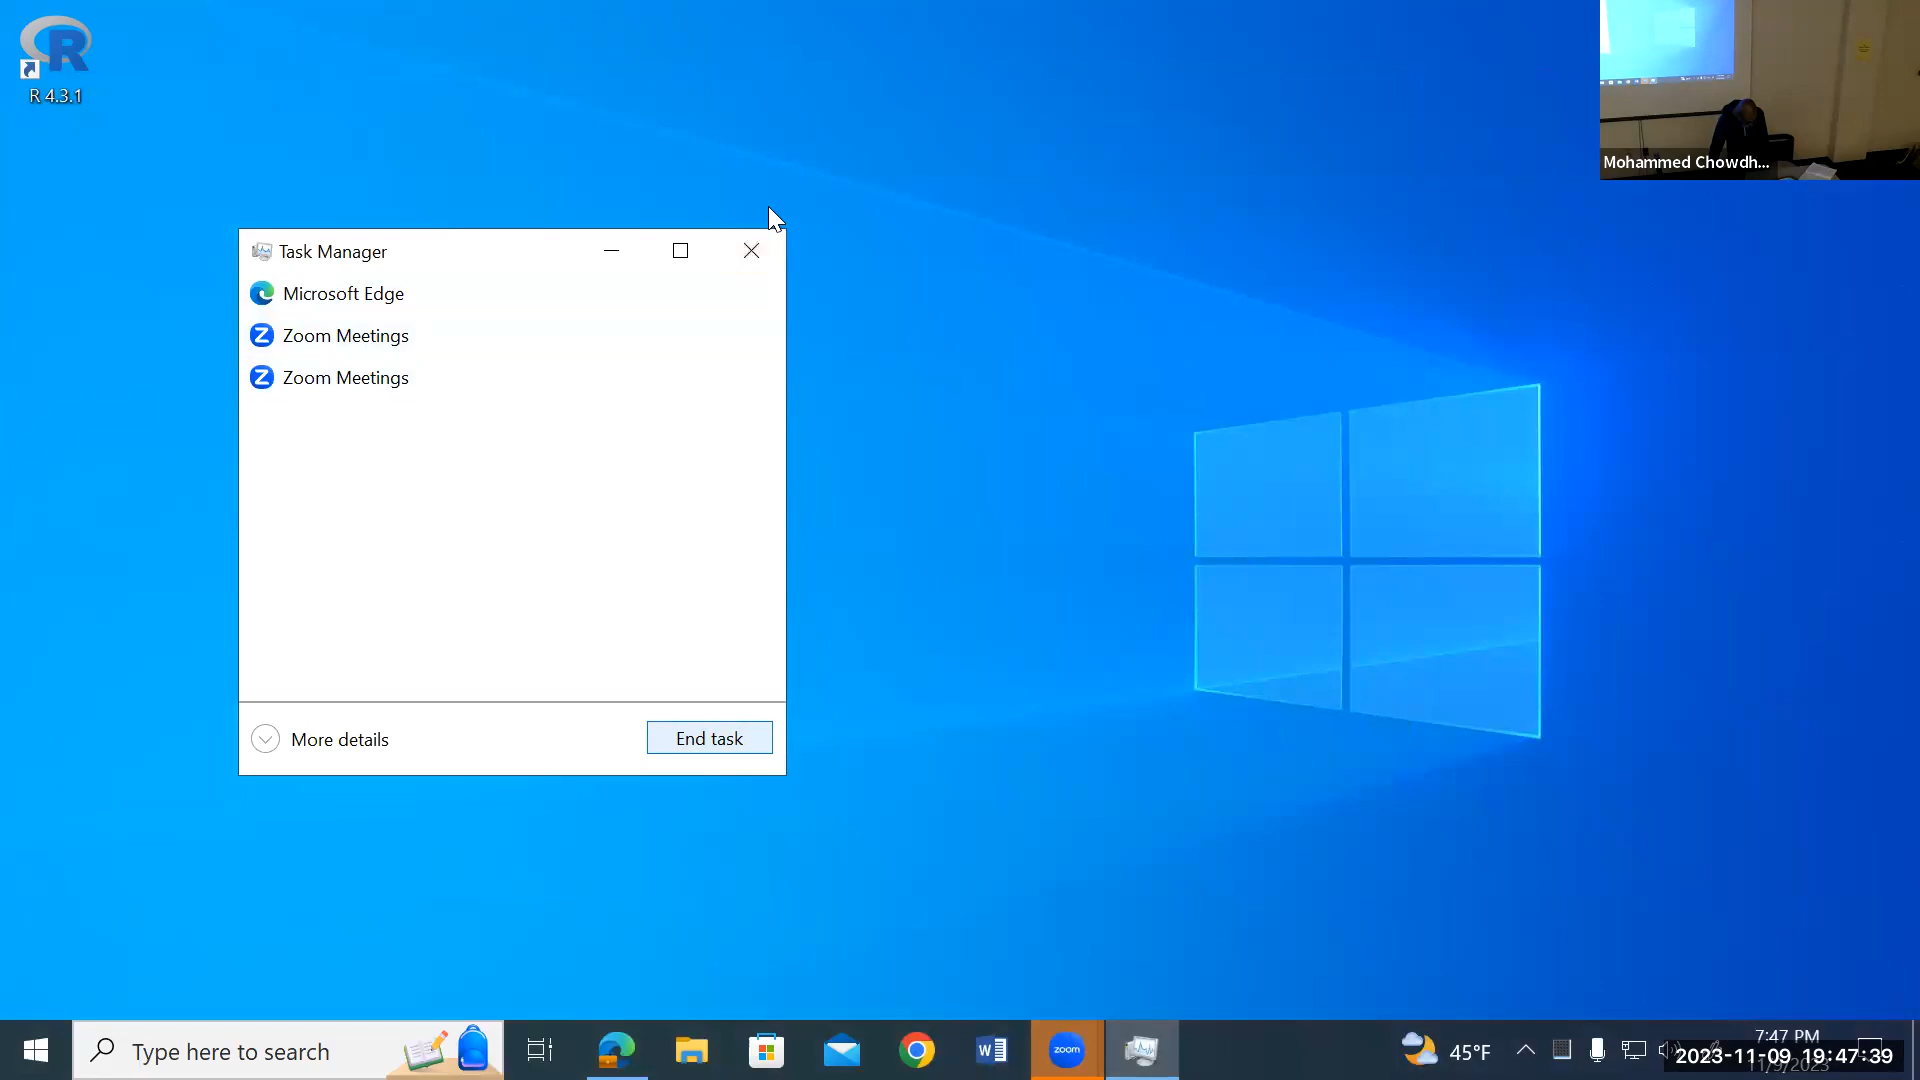 R 4.3.1
Mohammed Chowdh...
Task Manager
Microsoft Edge
Zoom Meetings
Zoom Meetings
More details
End task
Type here to search
zoom
45°F
7:47 PM
2023-11-09 19:47:39
11/9/2023